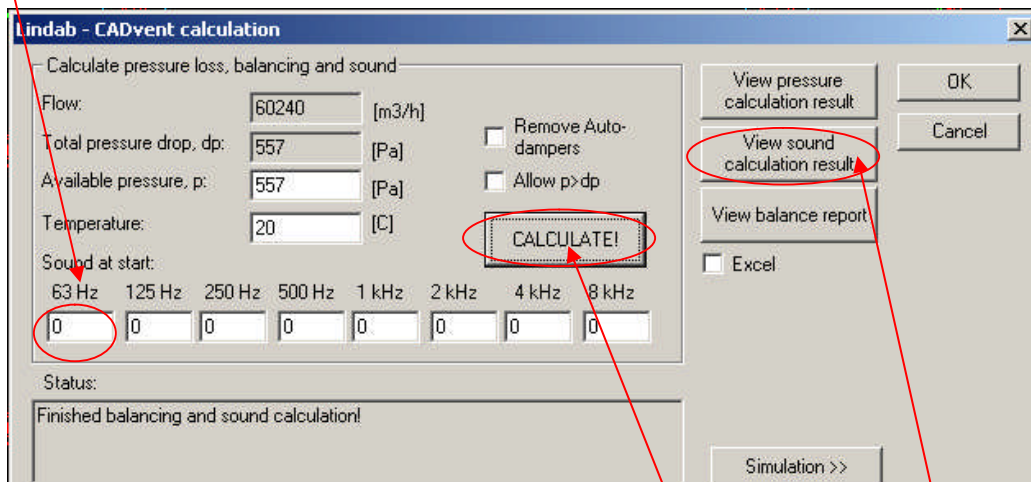 Lindab - CADvent calculation
Calculate pressure loss, balancing and sound
Flow: 60240 [m3/h]
Total pressure drop, dp: 557 [Pa]
Available pressure, p: 557 [Pa]
Temperature: 20 [C]
Remove Auto-
dampers
Allow p>dp
CALCULATE!
Sound at start:
63 Hz 125 Hz 250 Hz 500 Hz 1 kHz 2 kHz 4 kHz 8 kHz
0 0 0 0 0 0 0 0
Status:
Finished balancing and sound calculation!
View pressure
calculation result
View sound
calculation result
View balance report
Excel
Simulation >>
OK
Cancel